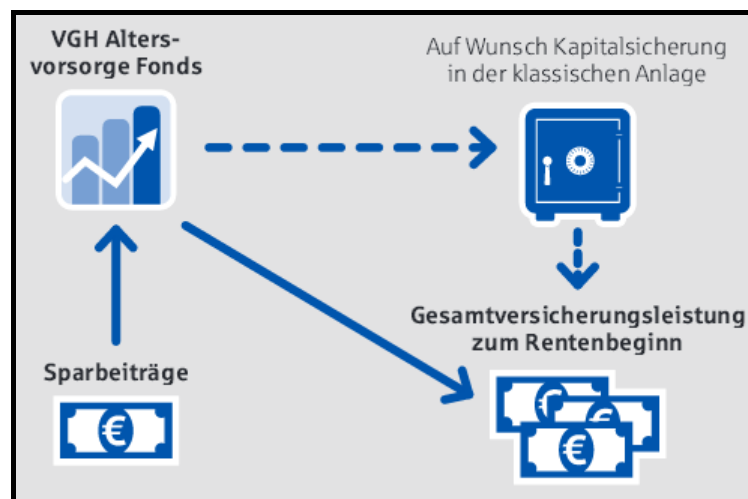 VGH Alters-
vorsorge Fonds
Auf Wunsch Kapitalsicherung
in der klassischen Anlage
Gesamtversicherungsleistung
zum Rentenbeginn
Sparbeiträge
€
€
€
€